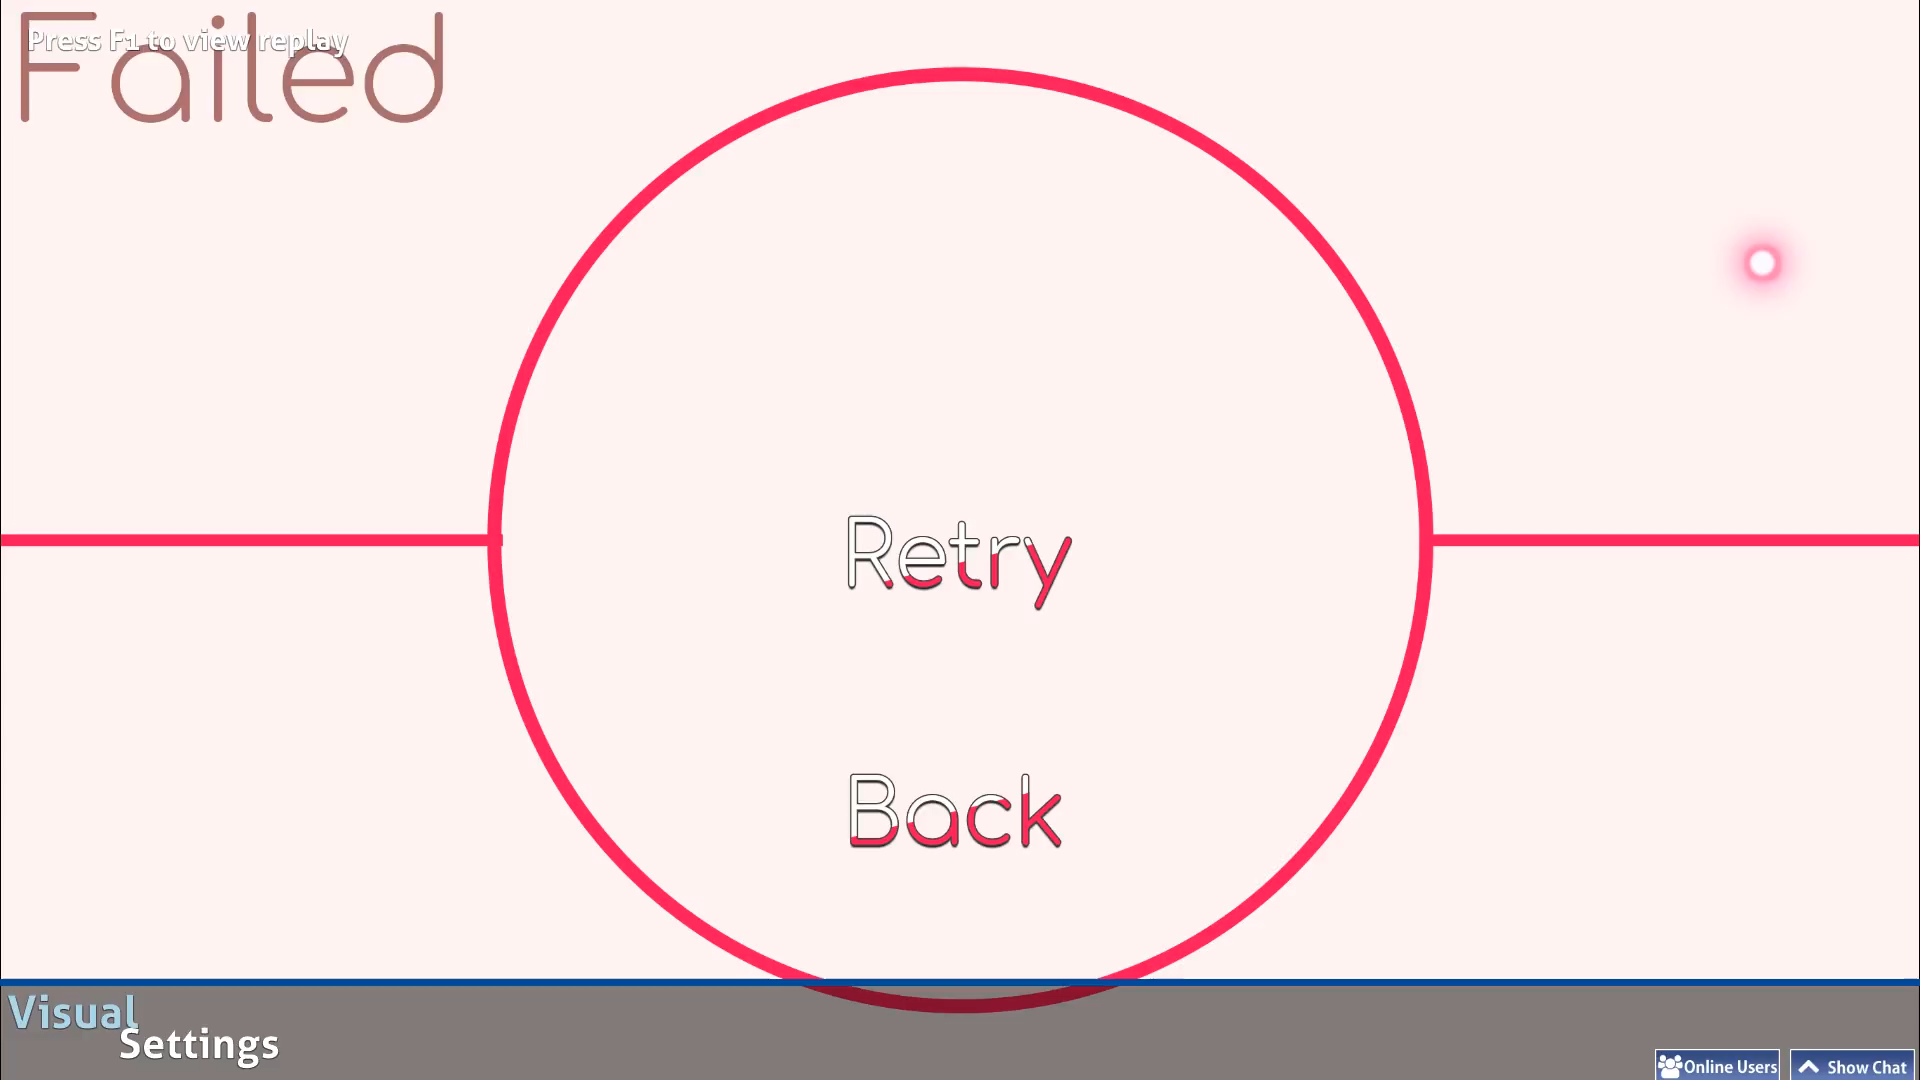 Failed
Press F1 to view replay
Retry
Back
Visual
Settings
Online Users
Show Chat